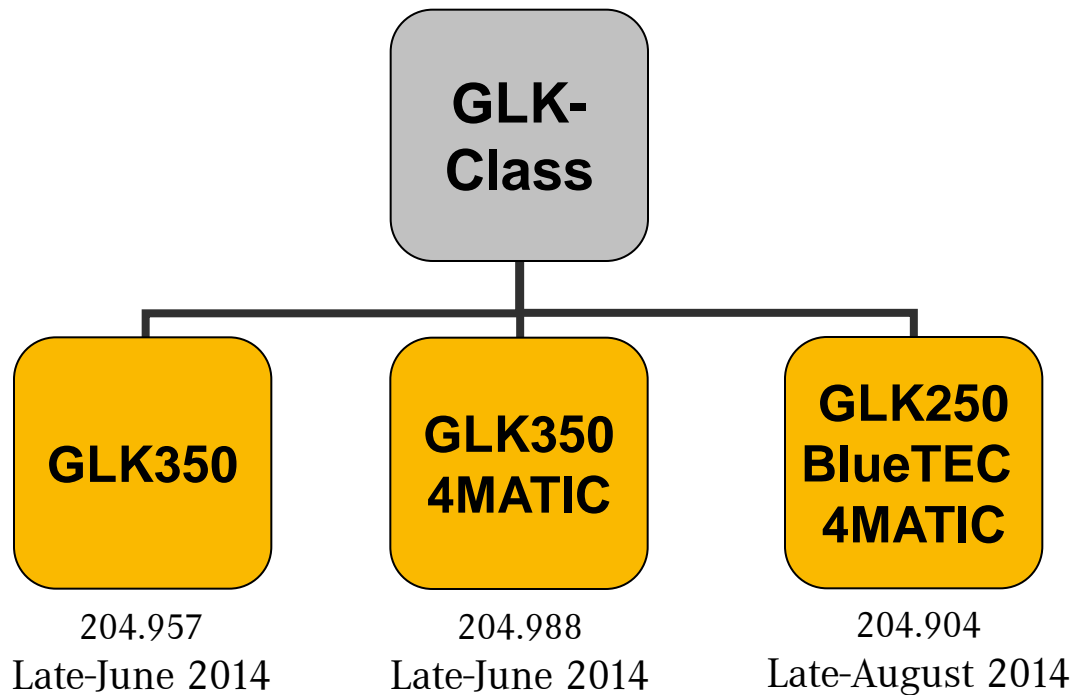 GLK-
Class
GLK350
GLK350
4MATIC
GLK250
BlueTEC
4MATIC
204.957
Late-June 2014
204.988
Late-June 2014
204.904
Late-August 2014